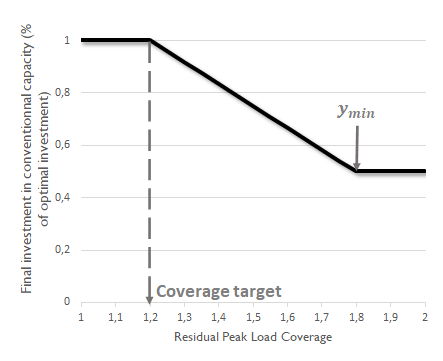 Final investment in conventionnal capacity (%
of optimal investment)
1
0,8
0,6
0,4
0,2
0
y_min
Coverage target
1 1,1 1,2 1,3 1,4 1,5 1,6 1,7 1,8 1,9 2
Residual Peak Load Coverage